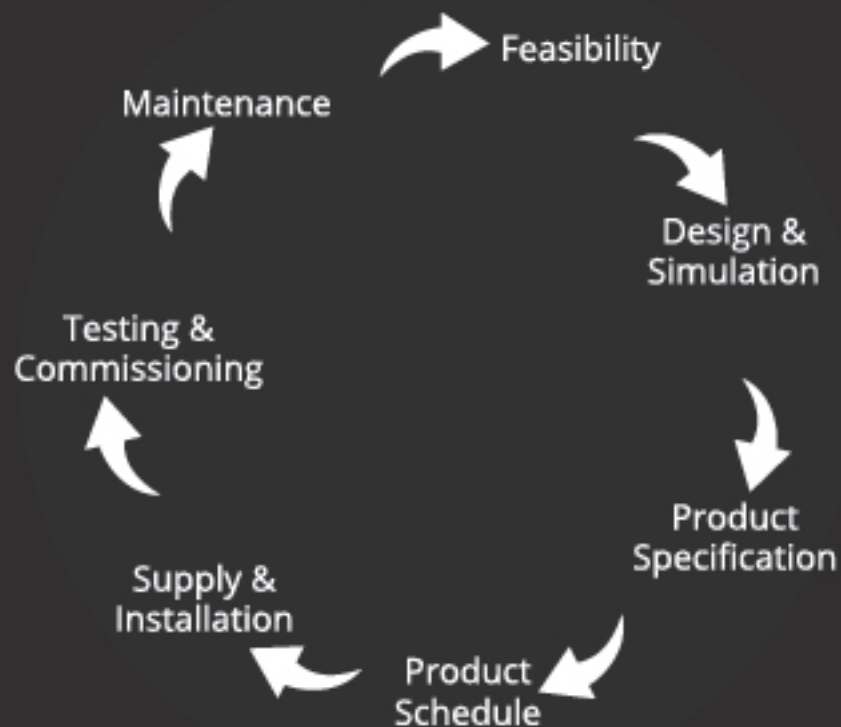 Feasibility
Design &
Simulation
Product
Specification
Product
Schedule
Supply &
Installation
Testing &
Commissioning
Maintenance